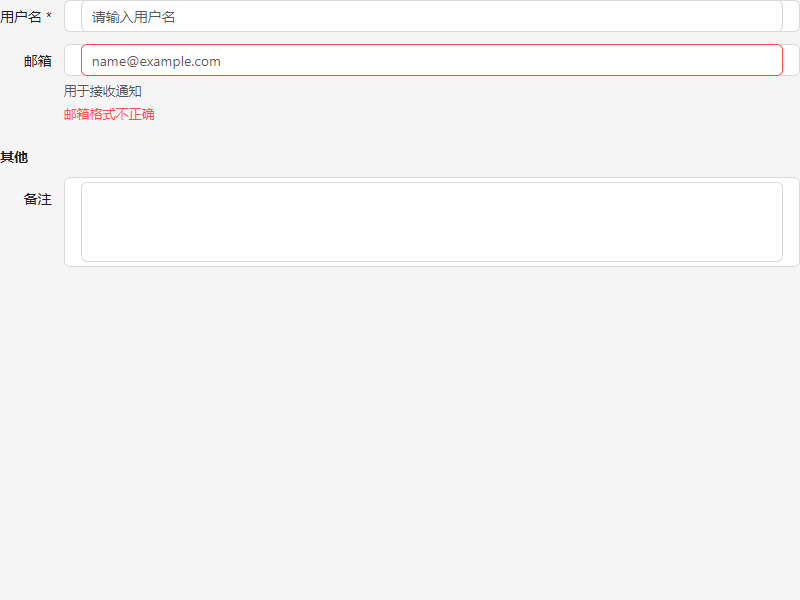 用户名 *
请输入用户名
邮箱
name@example.com
用于接收通知
邮箱格式不正确
其他
备注